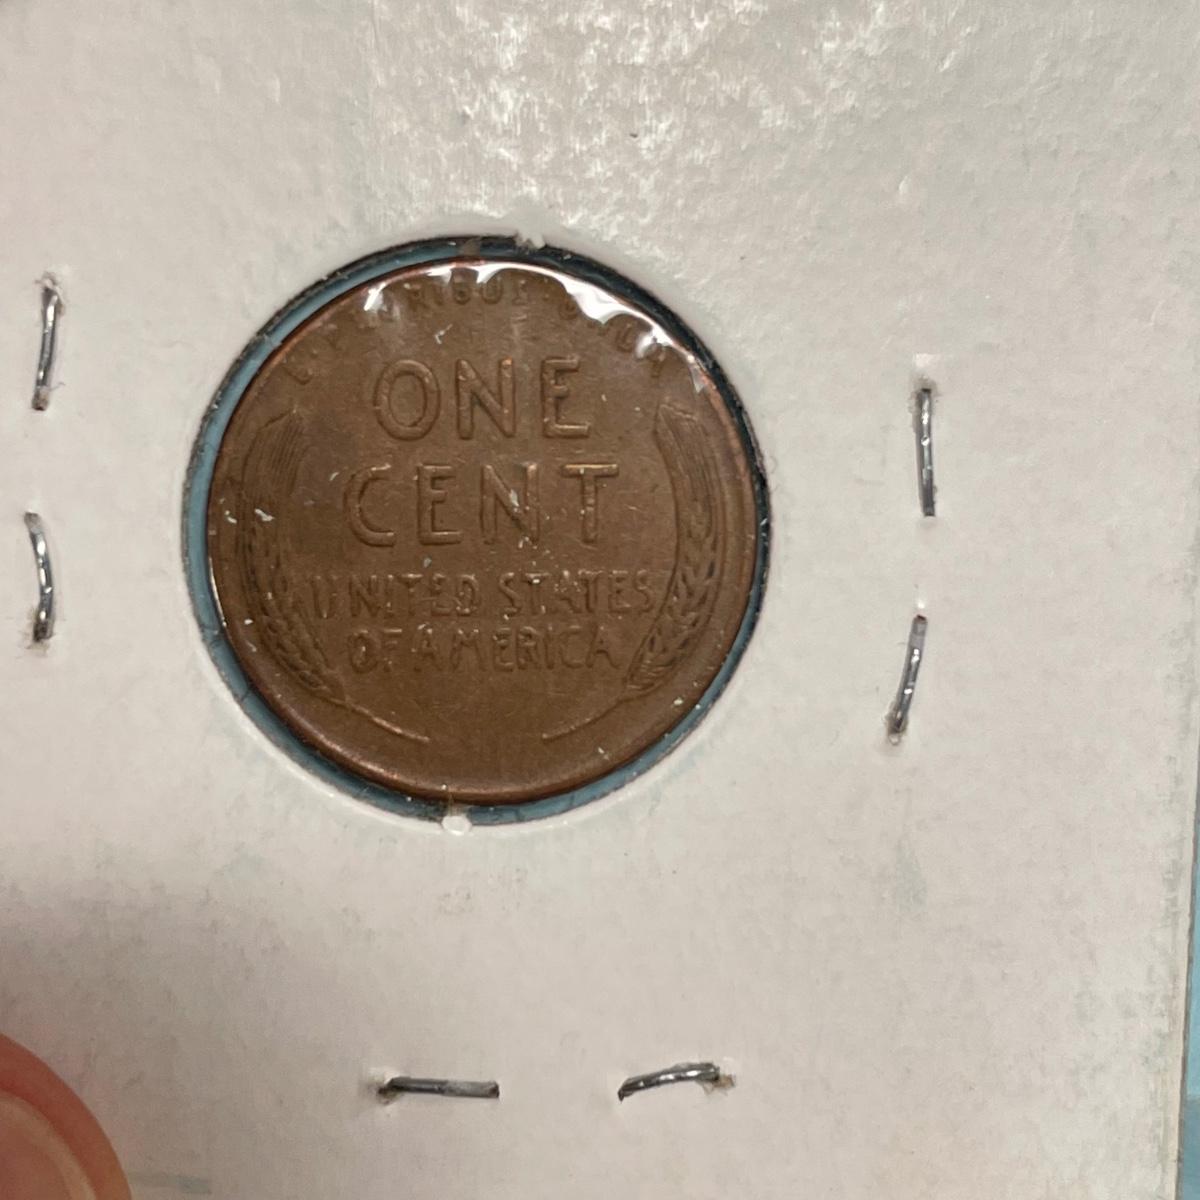 ONE
CENT
UNITED STATES
OF AMERICA